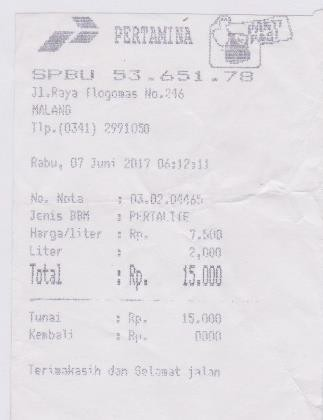 PERTAMINA
PASTI PAS!
SPBU 53.651.78
Jl.Raya Tlogomas No.246
MALANG
Tlp.(0341) 2991050
Rabu, 07 Juni 2017 06:12:11
No. Nota : 03.02.04465
Jenis BBM : PERTALITE
Harga/liter : Rp. 7.500
Liter : 2,000
Total : Rp. 15.000
Tunai : Rp. 15.000
Kembali : Rp. 0000
Terimakasih dan Selamat jalan